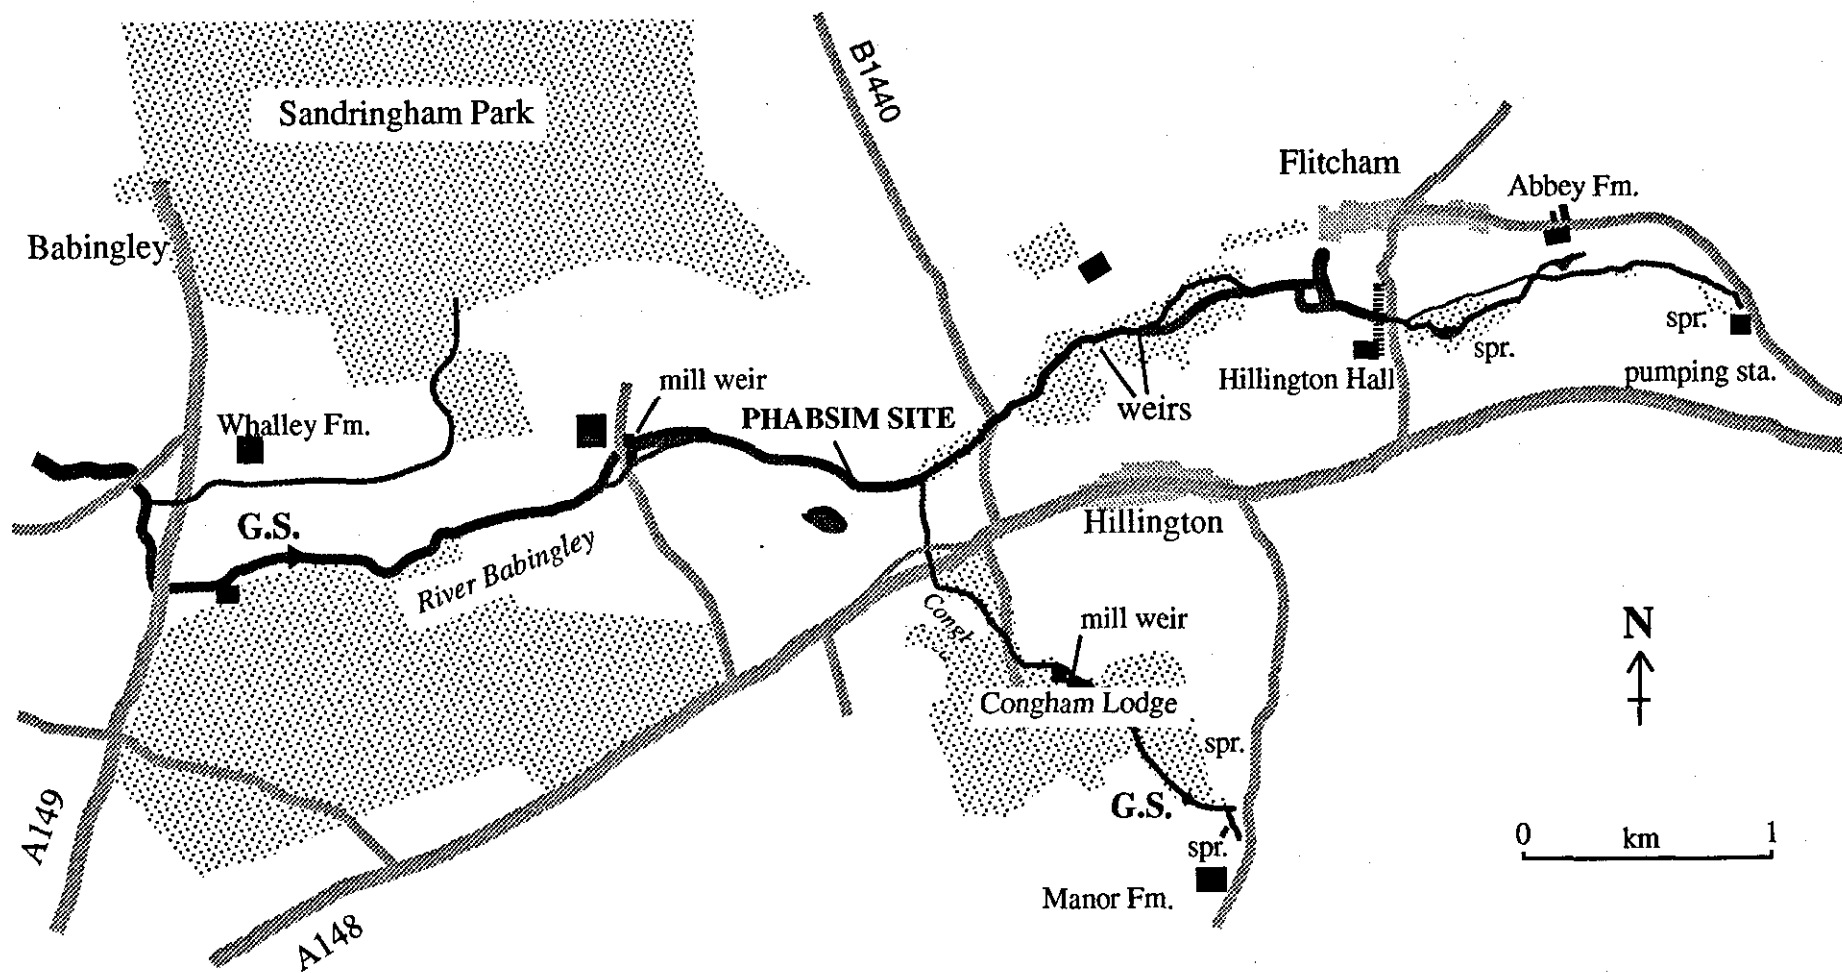 B1440
Sandringham Park
Flitcham
Abbey Fm.
Babingley
spr.
spr.
mill weir
Hillington Hall
pumping sta.
PHABSIM SITE
weirs
Whalley Fm.
G.S.
Hillington
River Babingley
mill weir
N
Congham Lodge
spr.
G.S.
A149
0
km
1
spr.
Manor Fm.
A148